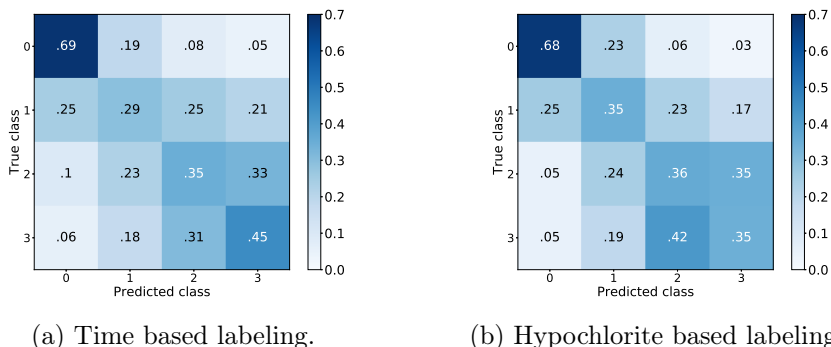 0 .69 .19 .08 .05
1 .25 .29 .25 .21
2 .1 .23 .35 .33
3 .06 .18 .31 .45
0 1 2 3
Predicted class
True class
0.7
0.6
0.5
0.4
0.3
0.2
0.1
0.0
(a) Time based labeling.
0 .68 .23 .06 .03
1 .25 .35 .23 .17
2 .05 .24 .36 .35
3 .05 .19 .42 .35
0 1 2 3
Predicted class
True class
0.7
0.6
0.5
0.4
0.3
0.2
0.1
0.0
(b) Hypochlorite based labeling